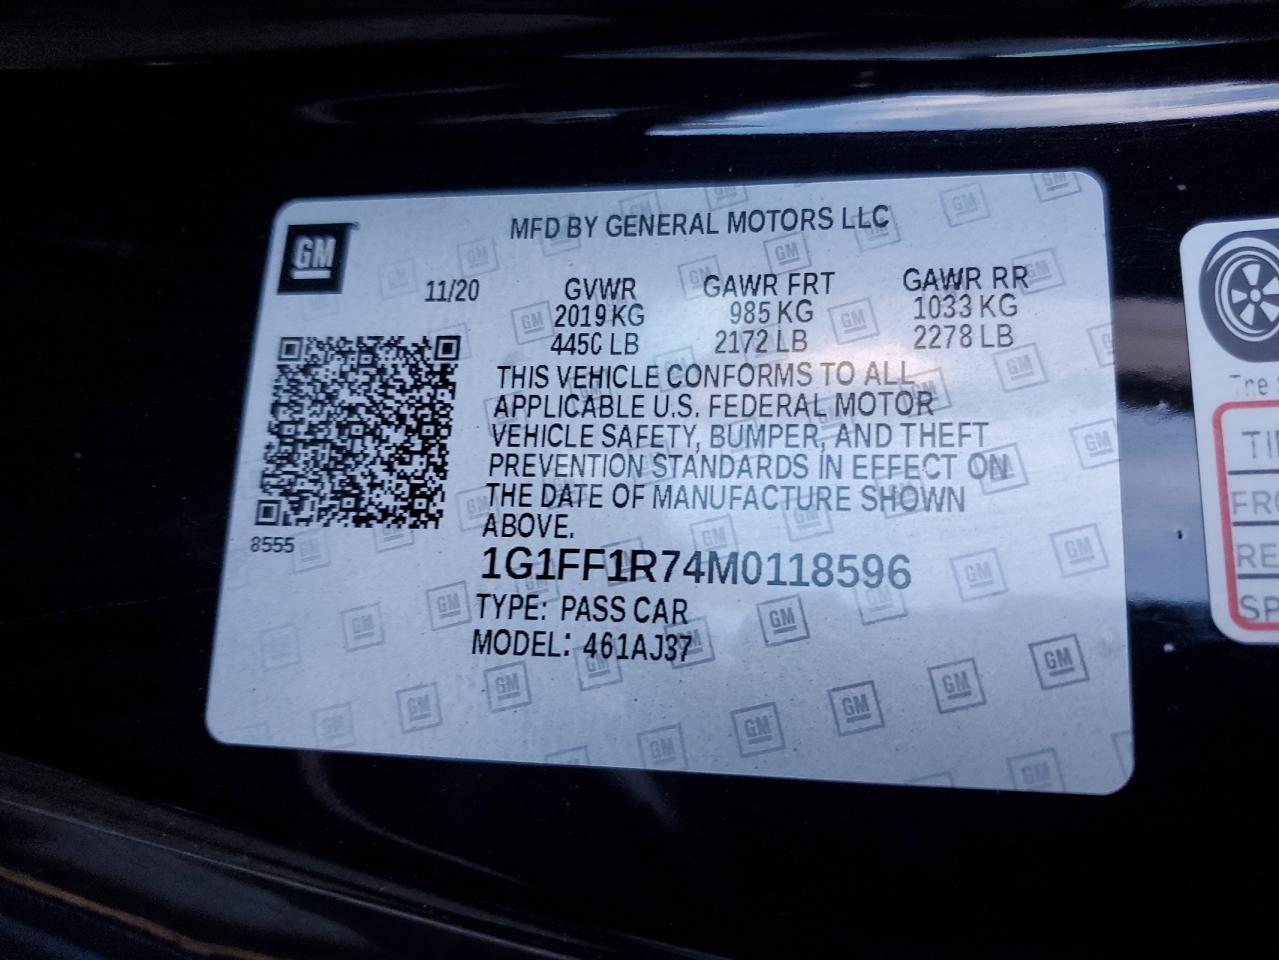 GM
MFD BY GENERAL MOTORS LLC
11/20
GVWR GAWR FRT GAWR RR
2019 KG 985 KG 1033 KG
4450 LB 2172 LB 2278 LB
THIS VEHICLE CONFORMS TO ALL
APPLICABLE U.S. FEDERAL MOTOR
VEHICLE SAFETY, BUMPER, AND THEFT
PREVENTION STANDARDS IN EFFECT ON
THE DATE OF MANUFACTURE SHOWN
ABOVE.
8555
1G1FF1R74M0118596
TYPE: PASS CAR
MODEL: 461AJ37